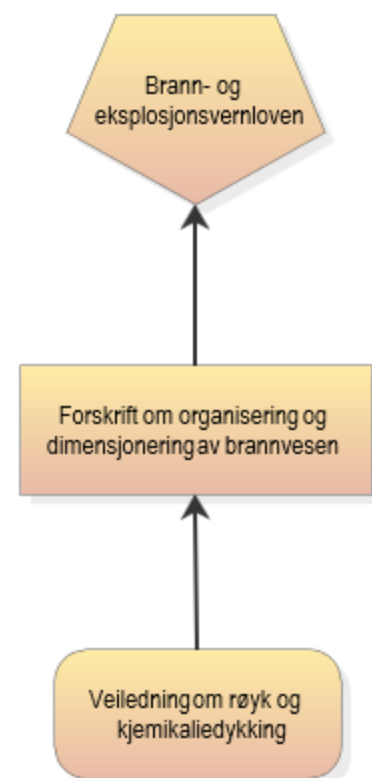 Brann- og
eksplosjonsvernloven
Forskrift om organisering og
dimensjonering av brannvesen
Veiledning om røyk og
kjemikaliedykking